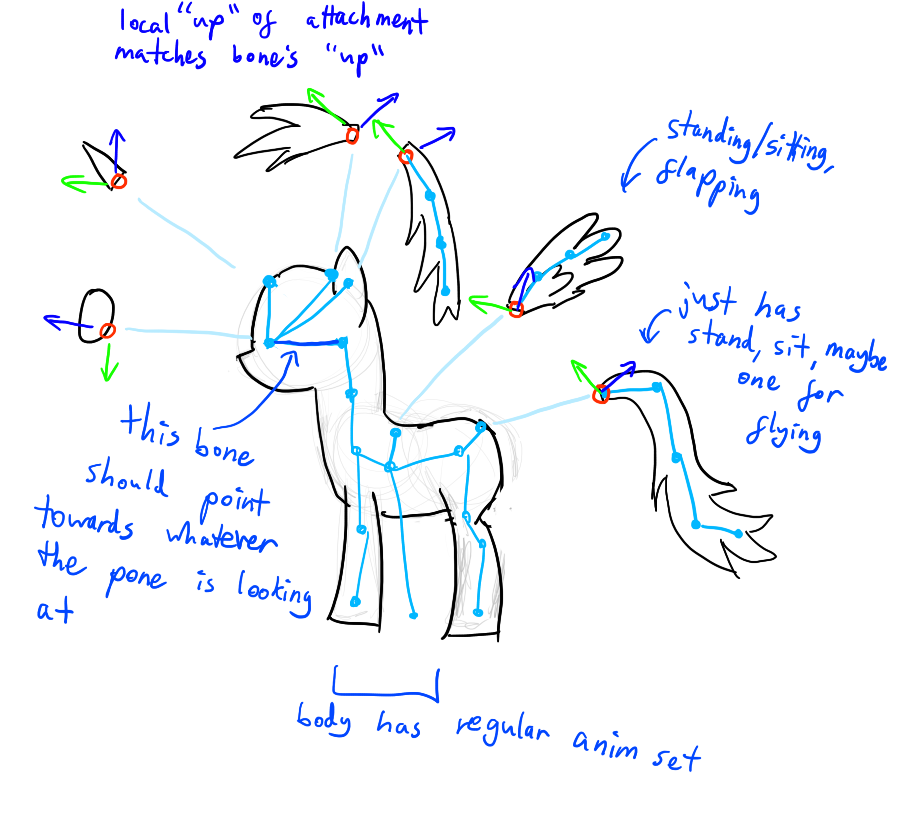 local "up" of attachment
matches bone's "up"
standing/sitting,
flapping
just has
stand, sit, maybe
one for
flying
this bone
should point
towards whatever
the pone is looking
at
body has regular anim set